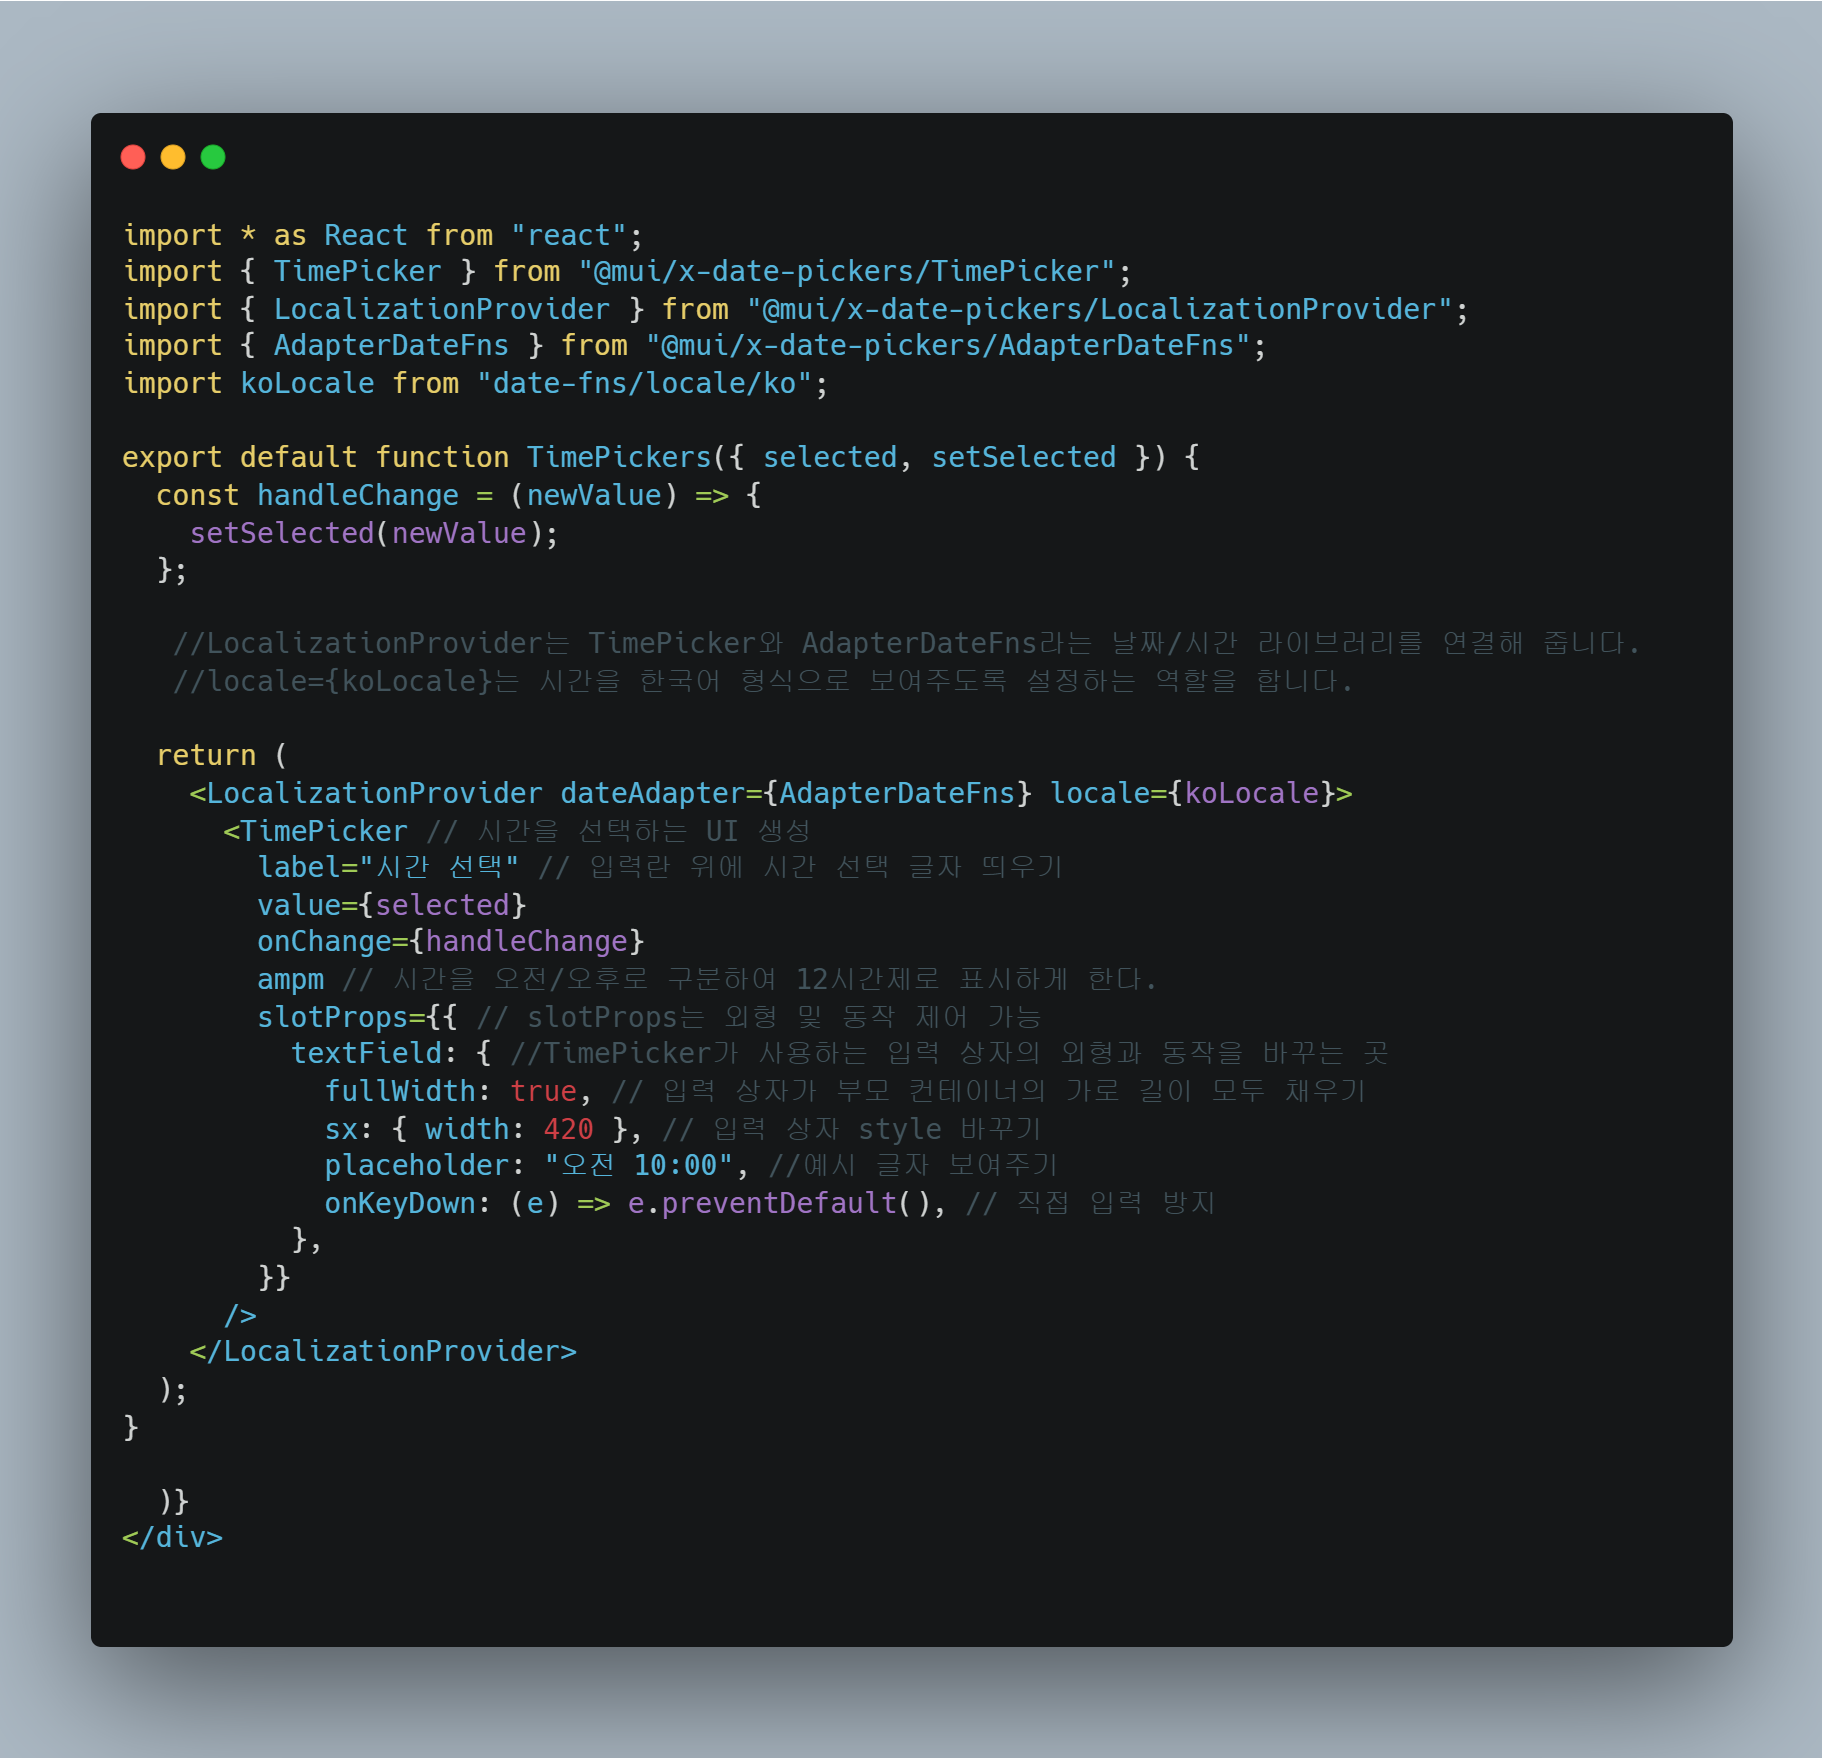 import * as React from "react";
import { TimePicker } from "@mui/x-date-pickers/TimePicker";
import { LocalizationProvider } from "@mui/x-date-pickers/LocalizationProvider";
import { AdapterDateFns } from "@mui/x-date-pickers/AdapterDateFns";
import koLocale from "date-fns/locale/ko";

export default function TimePickers({ selected, setSelected }) {
  const handleChange = (newValue) => {
    setSelected(newValue);
  };

   //LocalizationProvider는 TimePicker와 AdapterDateFns라는 날짜/시간 라이브러리를 연결해 줍니다.
   //locale={koLocale}는 시간을 한국어 형식으로 보여주도록 설정하는 역할을 합니다.

  return (
    <LocalizationProvider dateAdapter={AdapterDateFns} locale={koLocale}>
      <TimePicker // 시간을 선택하는 UI 생성
        label="시간 선택" // 입력란 위에 시간 선택 글자 띄우기
        value={selected}
        onChange={handleChange}
        ampm // 시간을 오전/오후로 구분하여 12시간제로 표시하게 한다.
        slotProps={{ // slotProps는 외형 및 동작 제어 가능
          textField: { //TimePicker가 사용하는 입력 상자의 외형과 동작을 바꾸는 곳
            fullWidth: true, // 입력 상자가 부모 컨테이너의 가로 길이 모두 채우기
            sx: { width: 420 }, // 입력 상자 style 바꾸기
            placeholder: "오전 10:00", //예시 글자 보여주기
            onKeyDown: (e) => e.preventDefault(), // 직접 입력 방지
          },
        }}
      />
    </LocalizationProvider>
  );
}

  )}
</div>